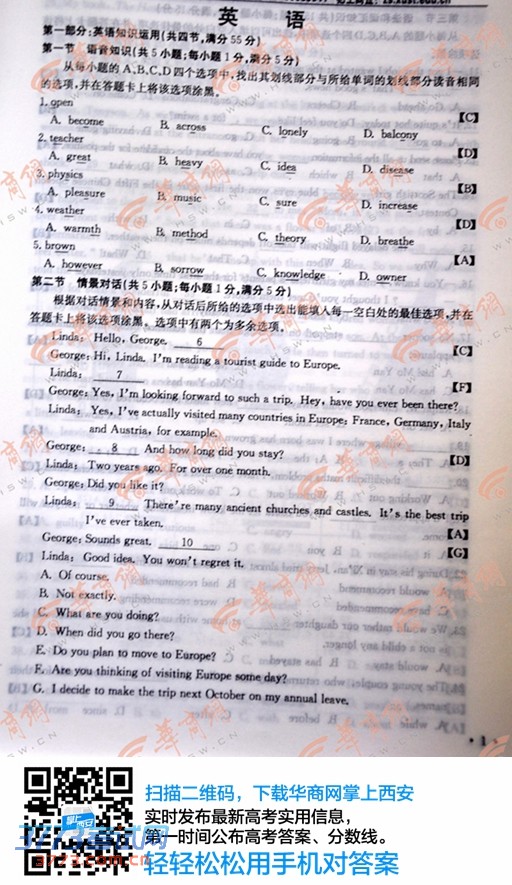 英 语
第一部分:英语知识运用(共四节,满分55分)
第一节 语音知识(共5小题;每小题1分,满分5分)
从每小题的A、B、C、D四个选项中,找出其划线部分与所给单词的划线部分读音相同
的选项,并在答题卡上将该选项涂黑。
1. open 【C】
A. become B. across C. lonely D. balcony
2. teacher 【D】
A. great B. heavy C. idea D. disease
3. physics 【B】
A. pleasure B. music C. sure D. increase
4. weather 【D】
A. warmth B. method C. theory D. breathe
5. brown 【A】
A. however B. sorrow C. knowledge D. owner
第二节 情景对话(共5小题;每小题1分,满分5分)
根据对话情景和内容,从对话后所给的选项中选出能填入每一空白处的最佳选项,并在
答题卡上将该选项涂黑。选项中有两个为多余选项。
Linda: Hello, George. 6 【C】
George: Hi, Linda. I'm reading a tourist guide to Europe.
Linda: 7 【F】
George: Yes, I'm looking forward to such a trip. Hey, have you ever been there?
Linda: Yes, I've actually visited many countries in Europe: France, Germany, Italy
and Austria, for example.
George: 8 And how long did you stay? 【D】
Linda: Two years ago. For over one month.
George: Did you like it?
Linda: 9 There're many ancient churches and castles. It's the best trip
I've ever taken. 【A】
George: Sounds great. 10 【G】
Linda: Good idea. You won't regret it.
A. Of course.
B. Not exactly.
C. What are you doing?
D. When did you go there?
E. Do you plan to move to Europe?
F. Are you thinking of visiting Europe some day?
G. I decide to make the trip next October on my annual leave.
· 1 ·
扫描二维码,下载华商网掌上西安
实时发布最新高考实用信息,
第一时间公布高考答案、分数线。
轻轻松松用手机对答案
3773考试网
3773.com.cn
华商网